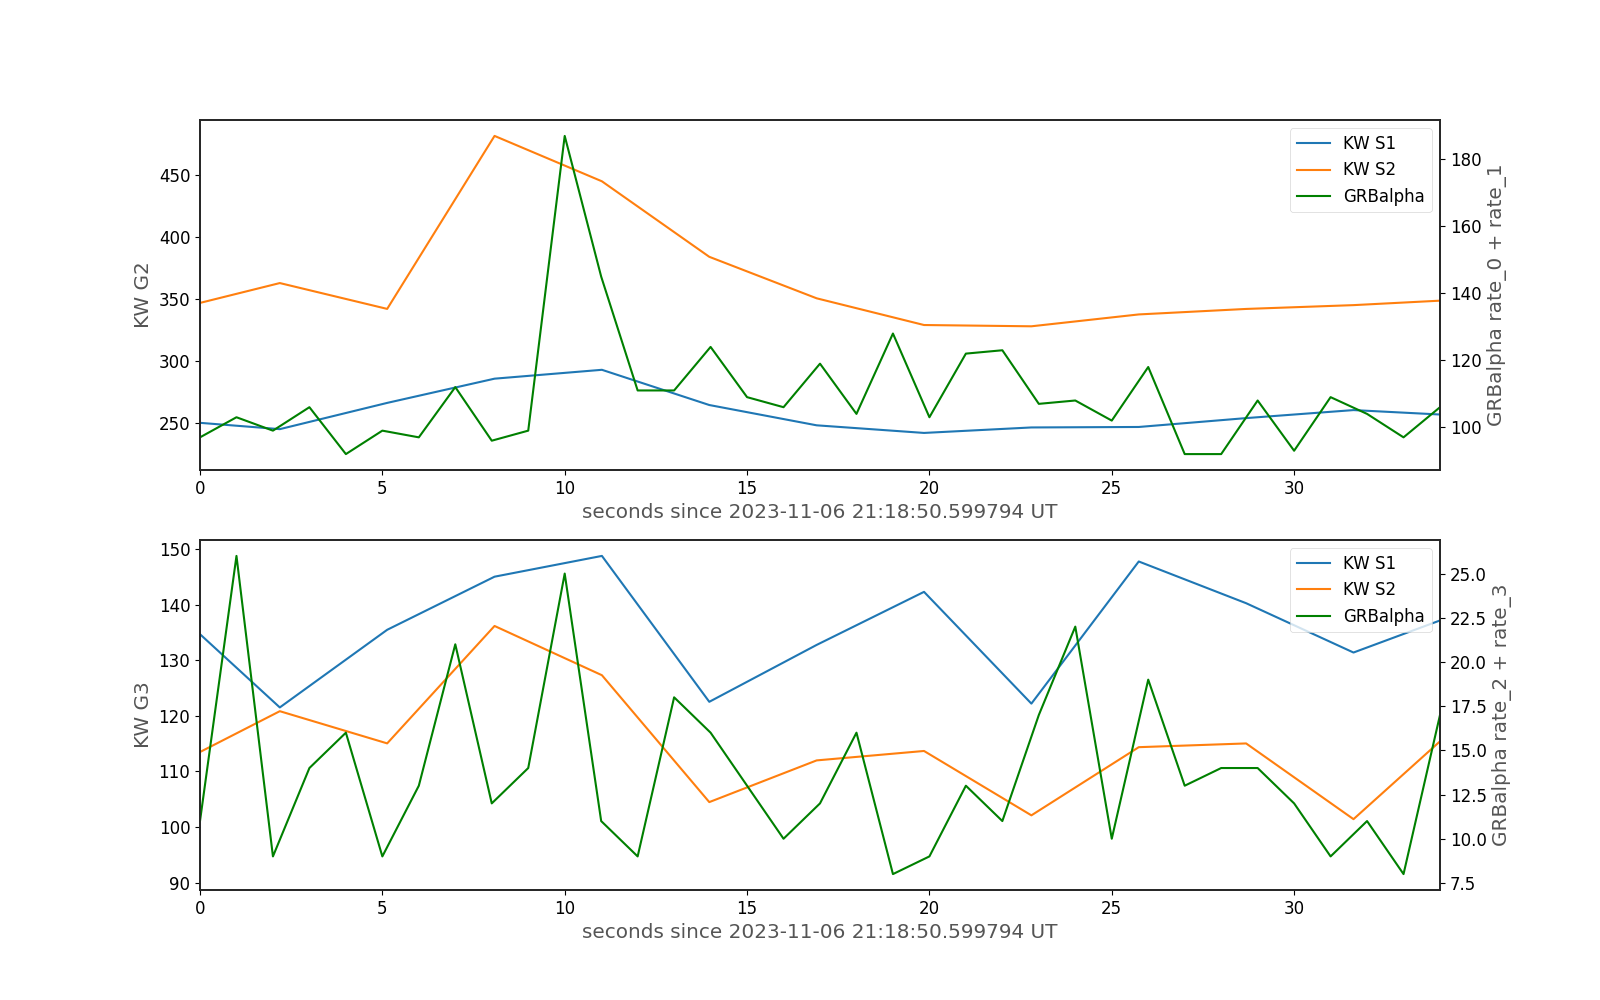 KW S1
KW S2
GRBalpha
450
400
350
300
250
KW G2
180
160
140
120
100
GRBalpha rate_0 + rate_1
0 5 10 15 20 25 30
seconds since 2023-11-06 21:18:50.599794 UT
KW S1
KW S2
GRBalpha
150
140
130
120
110
100
90
KW G3
25.0
22.5
20.0
17.5
15.0
12.5
10.0
7.5
GRBalpha rate_2 + rate_3
0 5 10 15 20 25 30
seconds since 2023-11-06 21:18:50.599794 UT